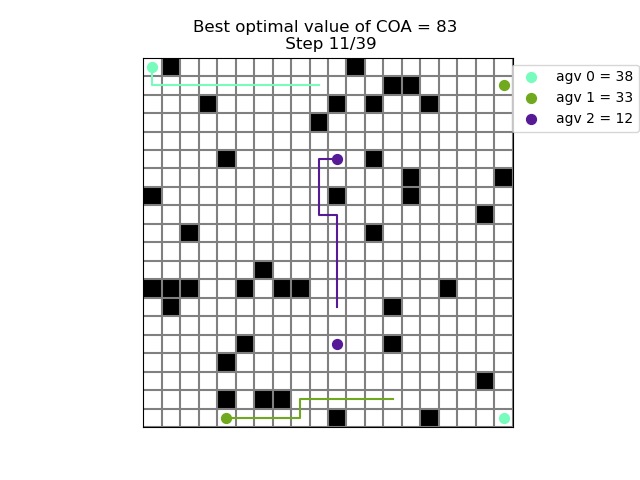 Best optimal value of COA = 83
Step 11/39
agv 0 = 38
agv 1 = 33
agv 2 = 12